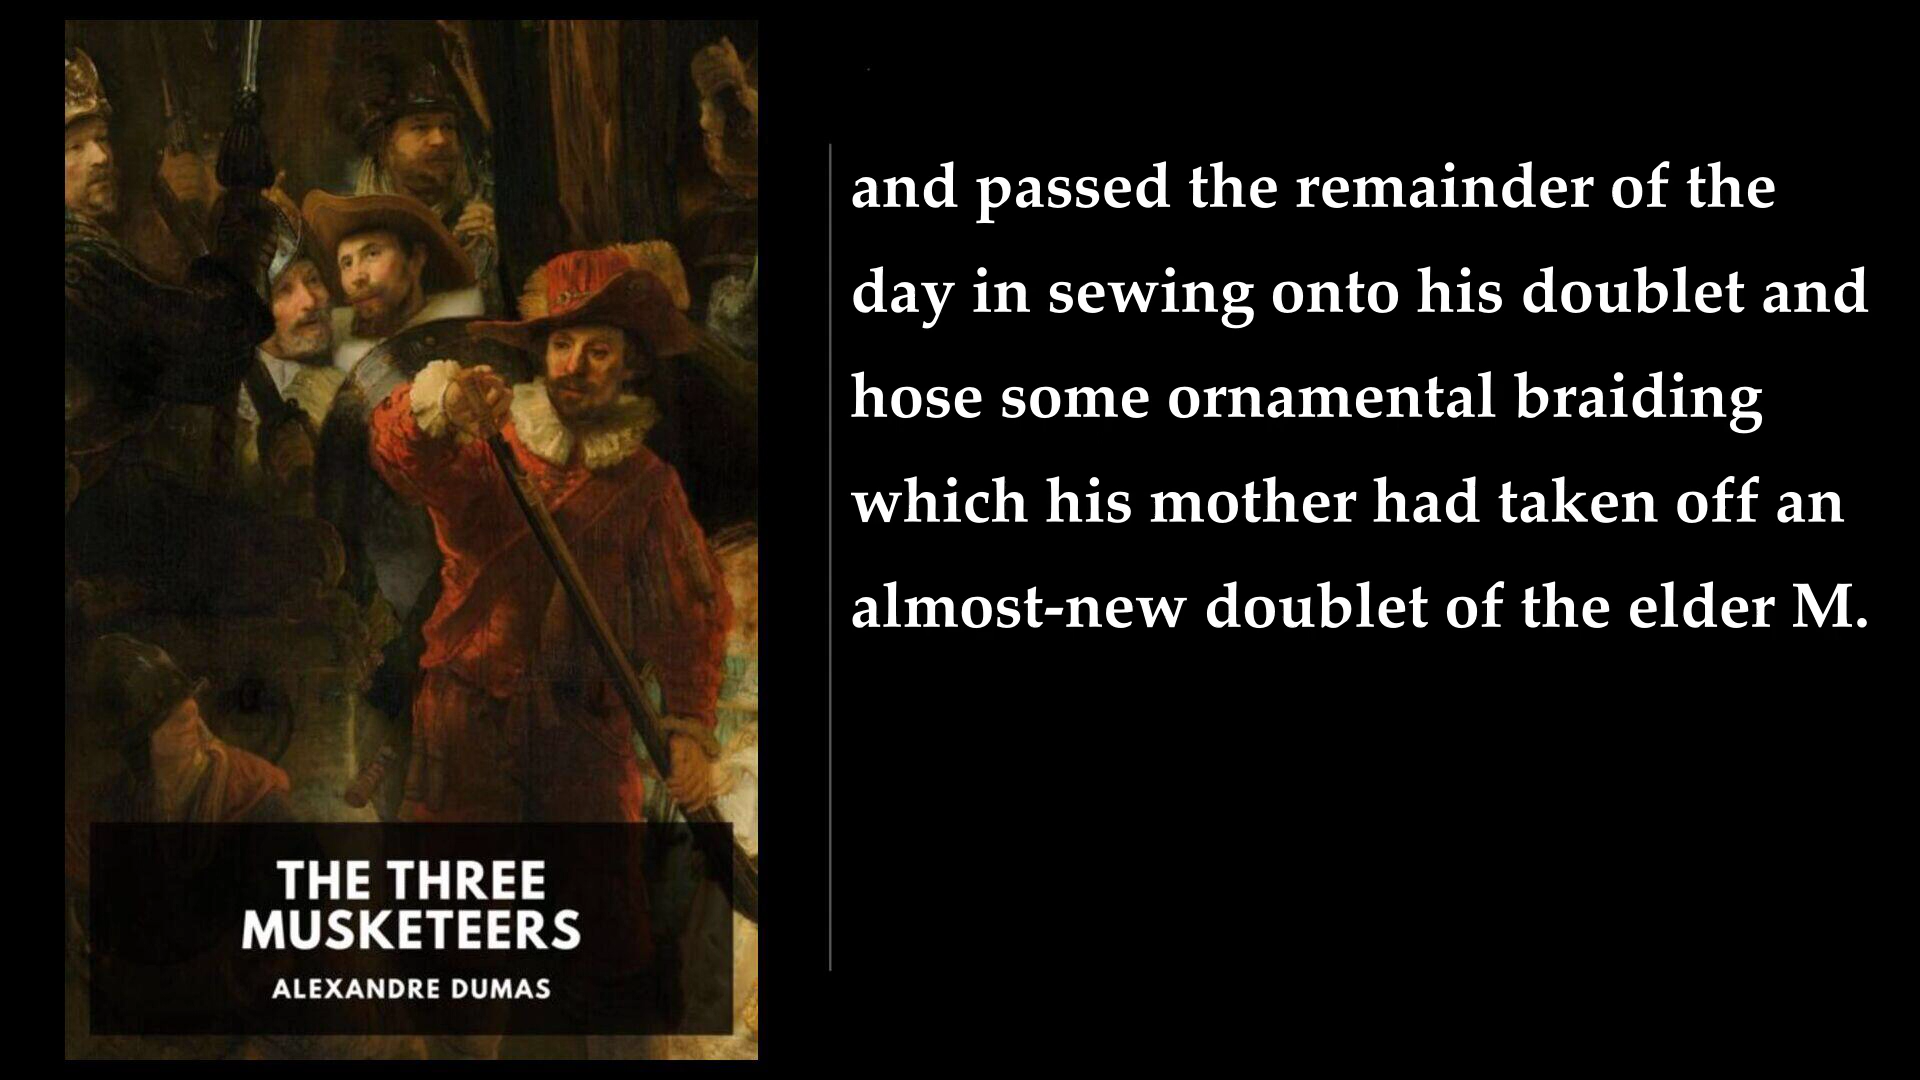 and passed the remainder of the
day in sewing onto his doublet and
hose some ornamental braiding
which his mother had taken off an
almost-new doublet of the elder M.
THE THREE
MUSKETEERS
ALEXANDRE DUMAS